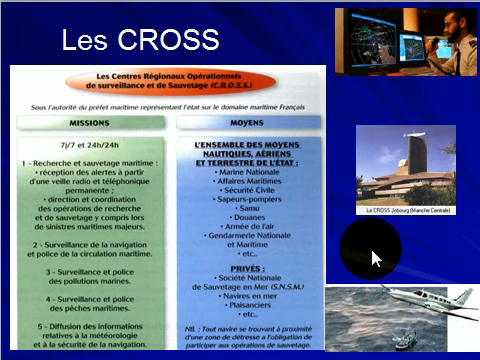 Les CROSS
Les Centres Régionaux Opérationnels
de surveillance et de Sauvetage (C.R.O.S.S.)
Sous l'autorité du préfet maritime représentant l'état sur le domaine maritime Français
MISSIONS
7j/7 et 24h/24h
1 - Recherche et sauvetage maritime :
• réception des alertes à partir
d'une veille radio et téléphonique
permanente ;
• direction et coordination
des opérations de recherche
et de sauvetage y compris lors
de sinistres maritimes majeurs.
2 - Surveillance de la navigation
et police de la circulation maritime.
3 - Surveillance et police
des pollutions marines.
4 - Surveillance et police
des pêches maritimes.
5 - Diffusion des informations
relatives à la météorologie
et à la sécurité de la navigation.
MOYENS
L'ENSEMBLE DES MOYENS
NAUTIQUES, AÉRIENS
ET TERRESTRE DE L'ÉTAT :
• Marine Nationale
• Affaires Maritimes
• Sécurité Civile
• Sapeurs-pompiers
• Samu
• Douanes
• Armée de l'air
• Gendarmerie Nationale
et Maritime
• etc..
PRIVÉS :
• Société Nationale
de Sauvetage en Mer (S.N.S.M.)
• Navires en mer
• Plaisanciers
• etc..
NB. : Tout navire se trouvant à proximité
d'une zone de détresse a l'obligation de
participer aux opérations de sauvetage.
Le CROSS Jobourg (Manche Centrale)